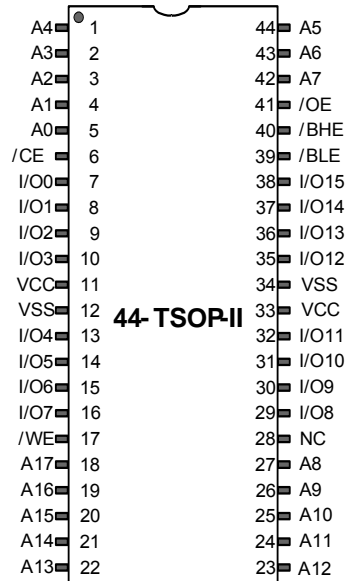 A4 1 44 A5
A3 2 43 A6
A2 3 42 A7
A1 4 41 /OE
A0 5 40 /BHE
/CE 6 39 /BLE
I/O0 7 38 I/O15
I/O1 8 37 I/O14
I/O2 9 36 I/O13
I/O3 10 35 I/O12
VCC 11 34 VSS
VSS 12 33 VCC
44-TSOP-II
I/O4 13 32 I/O11
I/O5 14 31 I/O10
I/O6 15 30 I/O9
I/O7 16 29 I/O8
/WE 17 28 NC
A17 18 27 A8
A16 19 26 A9
A15 20 25 A10
A14 21 24 A11
A13 22 23 A12